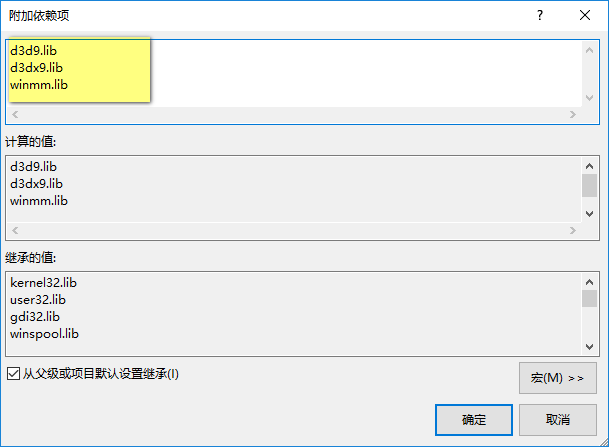 附加依赖项
?
d3d9.lib
d3dx9.lib
winmm.lib
计算的值:
d3d9.lib
d3dx9.lib
winmm.lib
继承的值:
kernel32.lib
user32.lib
gdi32.lib
winspool.lib
从父级或项目默认设置继承(I)
宏(M) >>
确定
取消